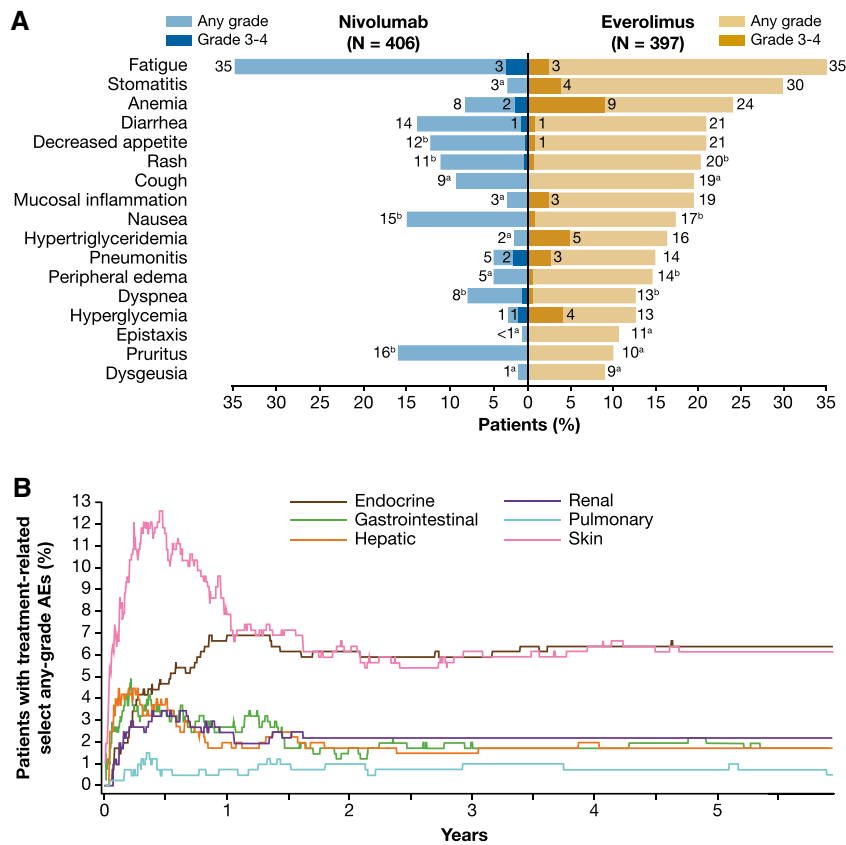 A
Any grade
Grade 3-4
Nivolumab
(N = 406)
Everolimus
(N = 397)
Any grade
Grade 3-4
Fatigue 35 3 3 35
Stomatitis 3ᵃ 4 30
Anemia 8 2 9 24
Diarrhea 14 1 1 21
Decreased appetite 12ᵇ 1 21
Rash 11ᵇ 20ᵇ
Cough 9ᵃ 19ᵃ
Mucosal inflammation 3ᵃ 3 19
Nausea 15ᵇ 17ᵇ
Hypertriglyceridemia 2ᵃ 5 16
Pneumonitis 5 2 3 14
Peripheral edema 5ᵃ 14ᵇ
Dyspnea 8ᵇ 13ᵇ
Hyperglycemia 1 1 4 13
Epistaxis <1ᵃ 11ᵃ
Pruritus 16ᵇ 10ᵃ
Dysgeusia 1ᵃ 9ᵃ
35 35 25 20 15 10 5 0 5 10 15 20 25 30 35
Patients (%)
B
Patients with treatment-related
select any-grade AEs (%)
13
12
11
10
9
8
7
6
5
4
3
2
1
0
Endocrine
Gastrointestinal
Hepatic
Renal
Pulmonary
Skin
0 1 2 3 4 5
Years